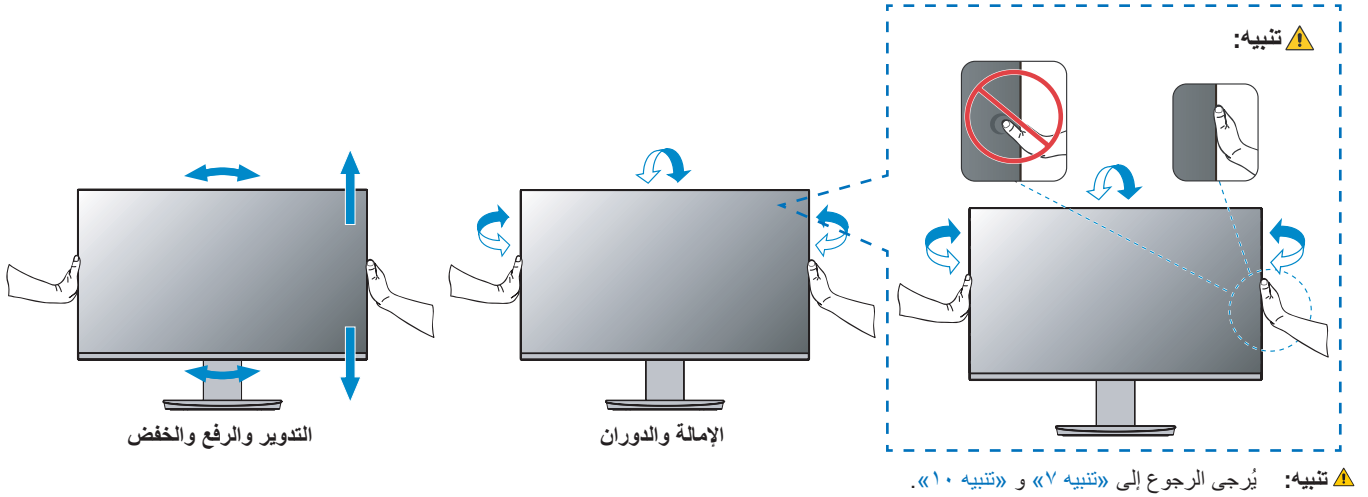 تنبيه:
الإمالة والدوران
التدوير والرفع والخفض
تنبيه: يُرجى الرجوع إلى «تنبيه ٧» و «تنبيه ١٠».